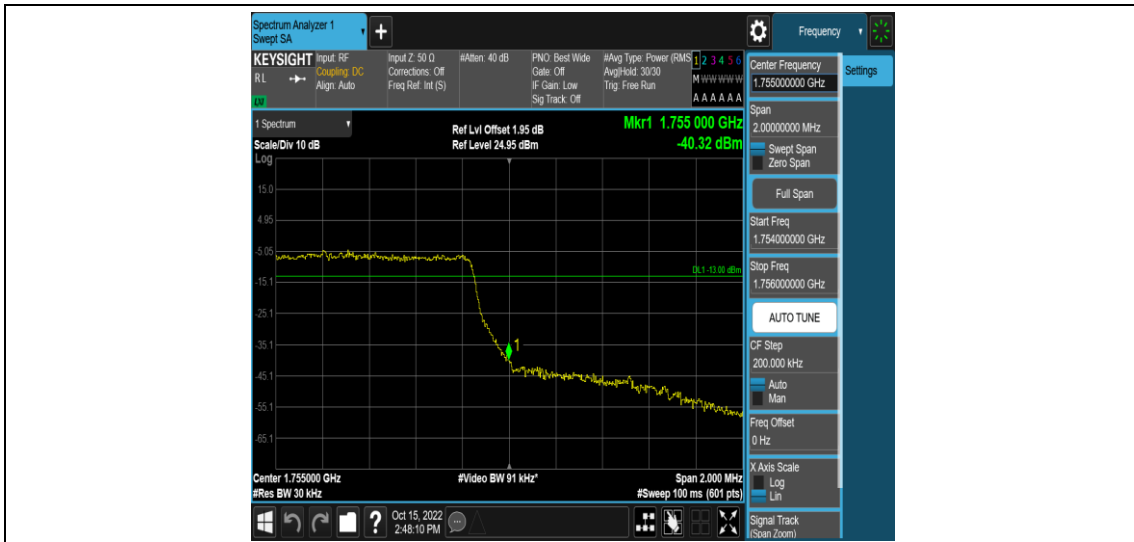 Spectrum Analyzer 1
Swept SA
+
Frequency
KEYSIGHT
RL
LM
Input: RF
Coupling: DC
Align: Auto
Input Z: 50 Ω
Corrections: Off
Freq Ref: Int (S)
#Atten: 40 dB
PNO: Best Wide
Gate: Off
IF Gain: Low
Sig Track: Off
#Avg Type: Power (RMS
Avg|Hold: 30/30
Trig: Free Run
1 2 3 4 5 6
M W W W W W
A A A A A A
1 Spectrum
Scale/Div 10 dB
Ref Lvl Offset 1.95 dB
Ref Level 24.95 dBm
Mkr1 1.755 000 GHz
-40.32 dBm
Log
15.0
4.95
-5.05
-15.1
-25.1
-35.1
-45.1
-55.1
-65.1
DL1 -13.00 dBm
1
Center 1.755000 GHz
#Res BW 30 kHz
#Video BW 91 kHz*
Span 2.000 MHz
#Sweep 100 ms (601 pts)
Settings
Center Frequency
1.755000000 GHz
Span
2.00000000 MHz
Swept Span
Zero Span
Full Span
Start Freq
1.754000000 GHz
Stop Freq
1.756000000 GHz
AUTO TUNE
CF Step
200.000 kHz
Auto
Man
Freq Offset
0 Hz
X Axis Scale
Log
Lin
Signal Track
(Span Zoom)
?
Oct 15, 2022
2:48:10 PM